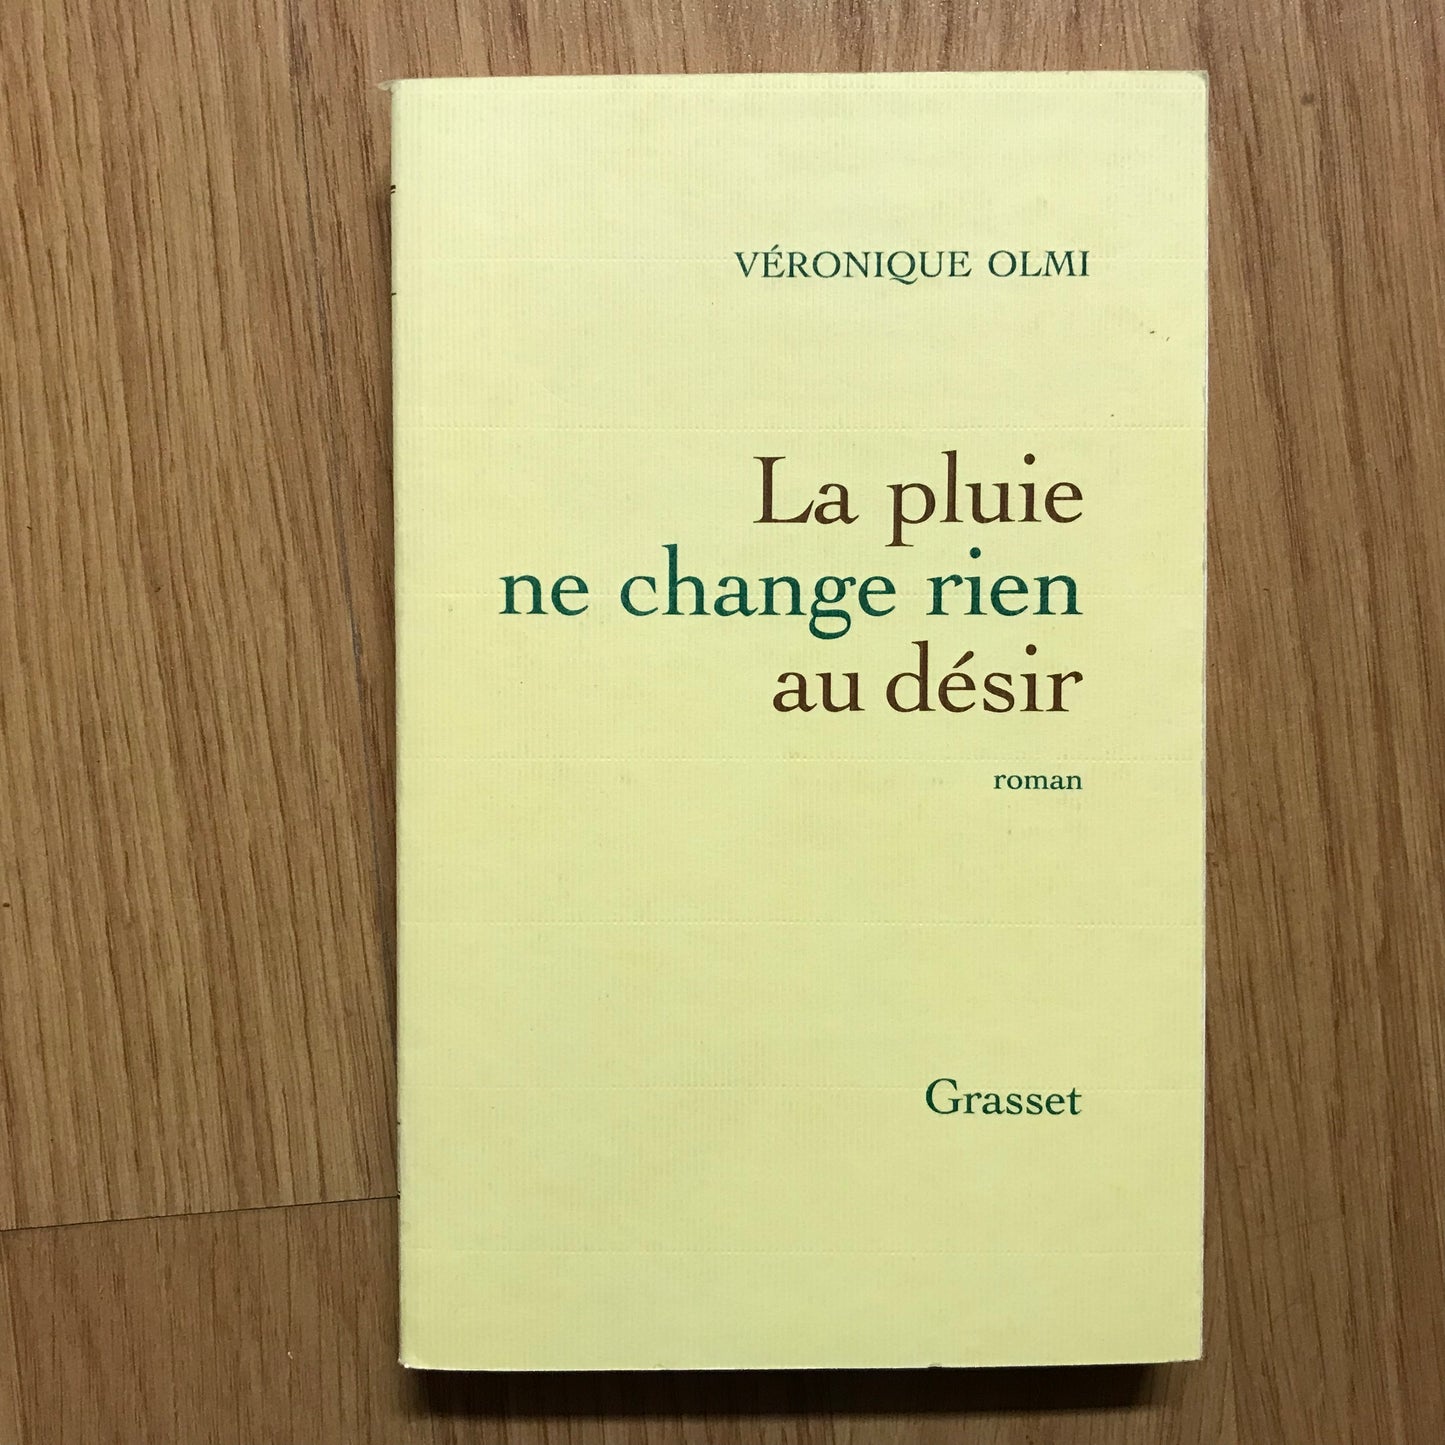 VÉRONIQUE OLMI
La pluie
ne change rien
au désir
roman
Grasset